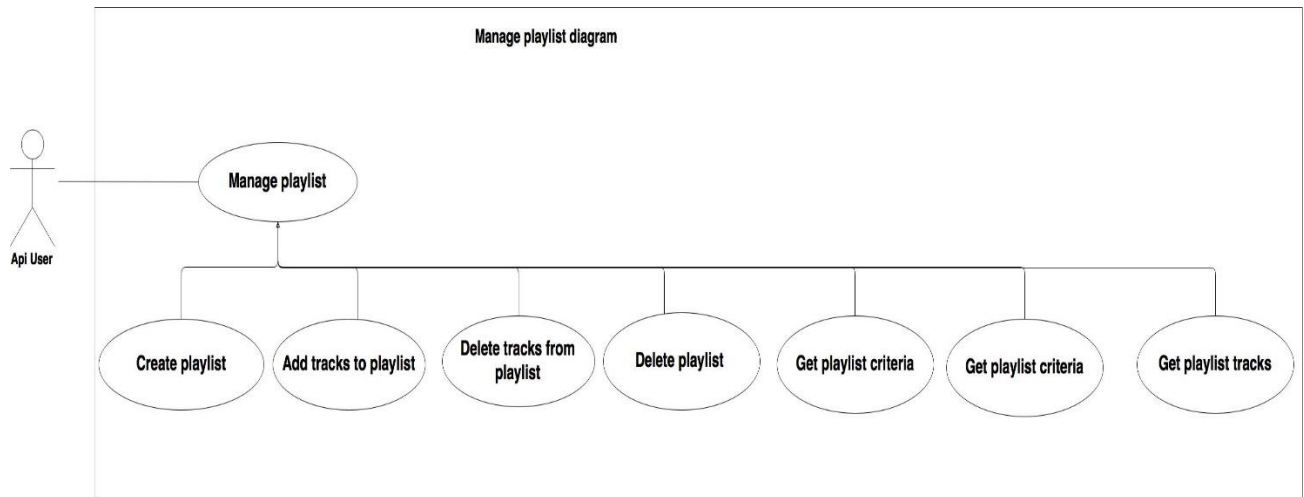 Manage playlist diagram
Manage playlist
Api User
Create playlist
Add tracks to playlist
Delete tracks from
playlist
Delete playlist
Get playlist criteria
Get playlist criteria
Get playlist tracks